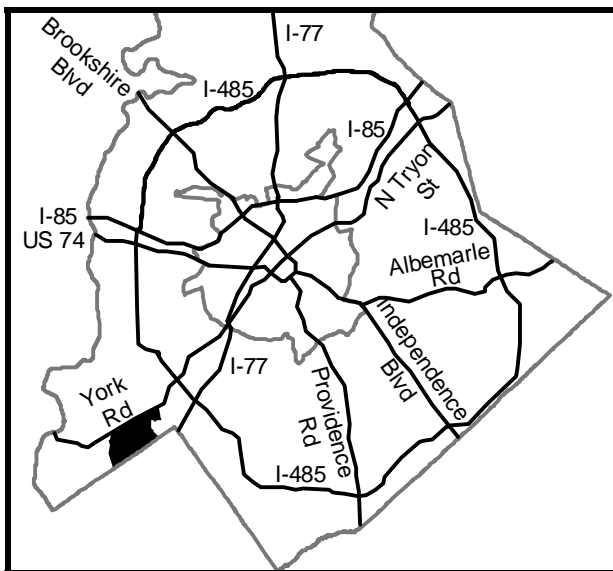 I-77
Brookshire
Blvd
I-485
I-85
N Tryon
St
I-85
US 74
I-485
Albemarle
Rd
Independence
Blvd
I-77
York
Rd
Providence
Rd
I-485